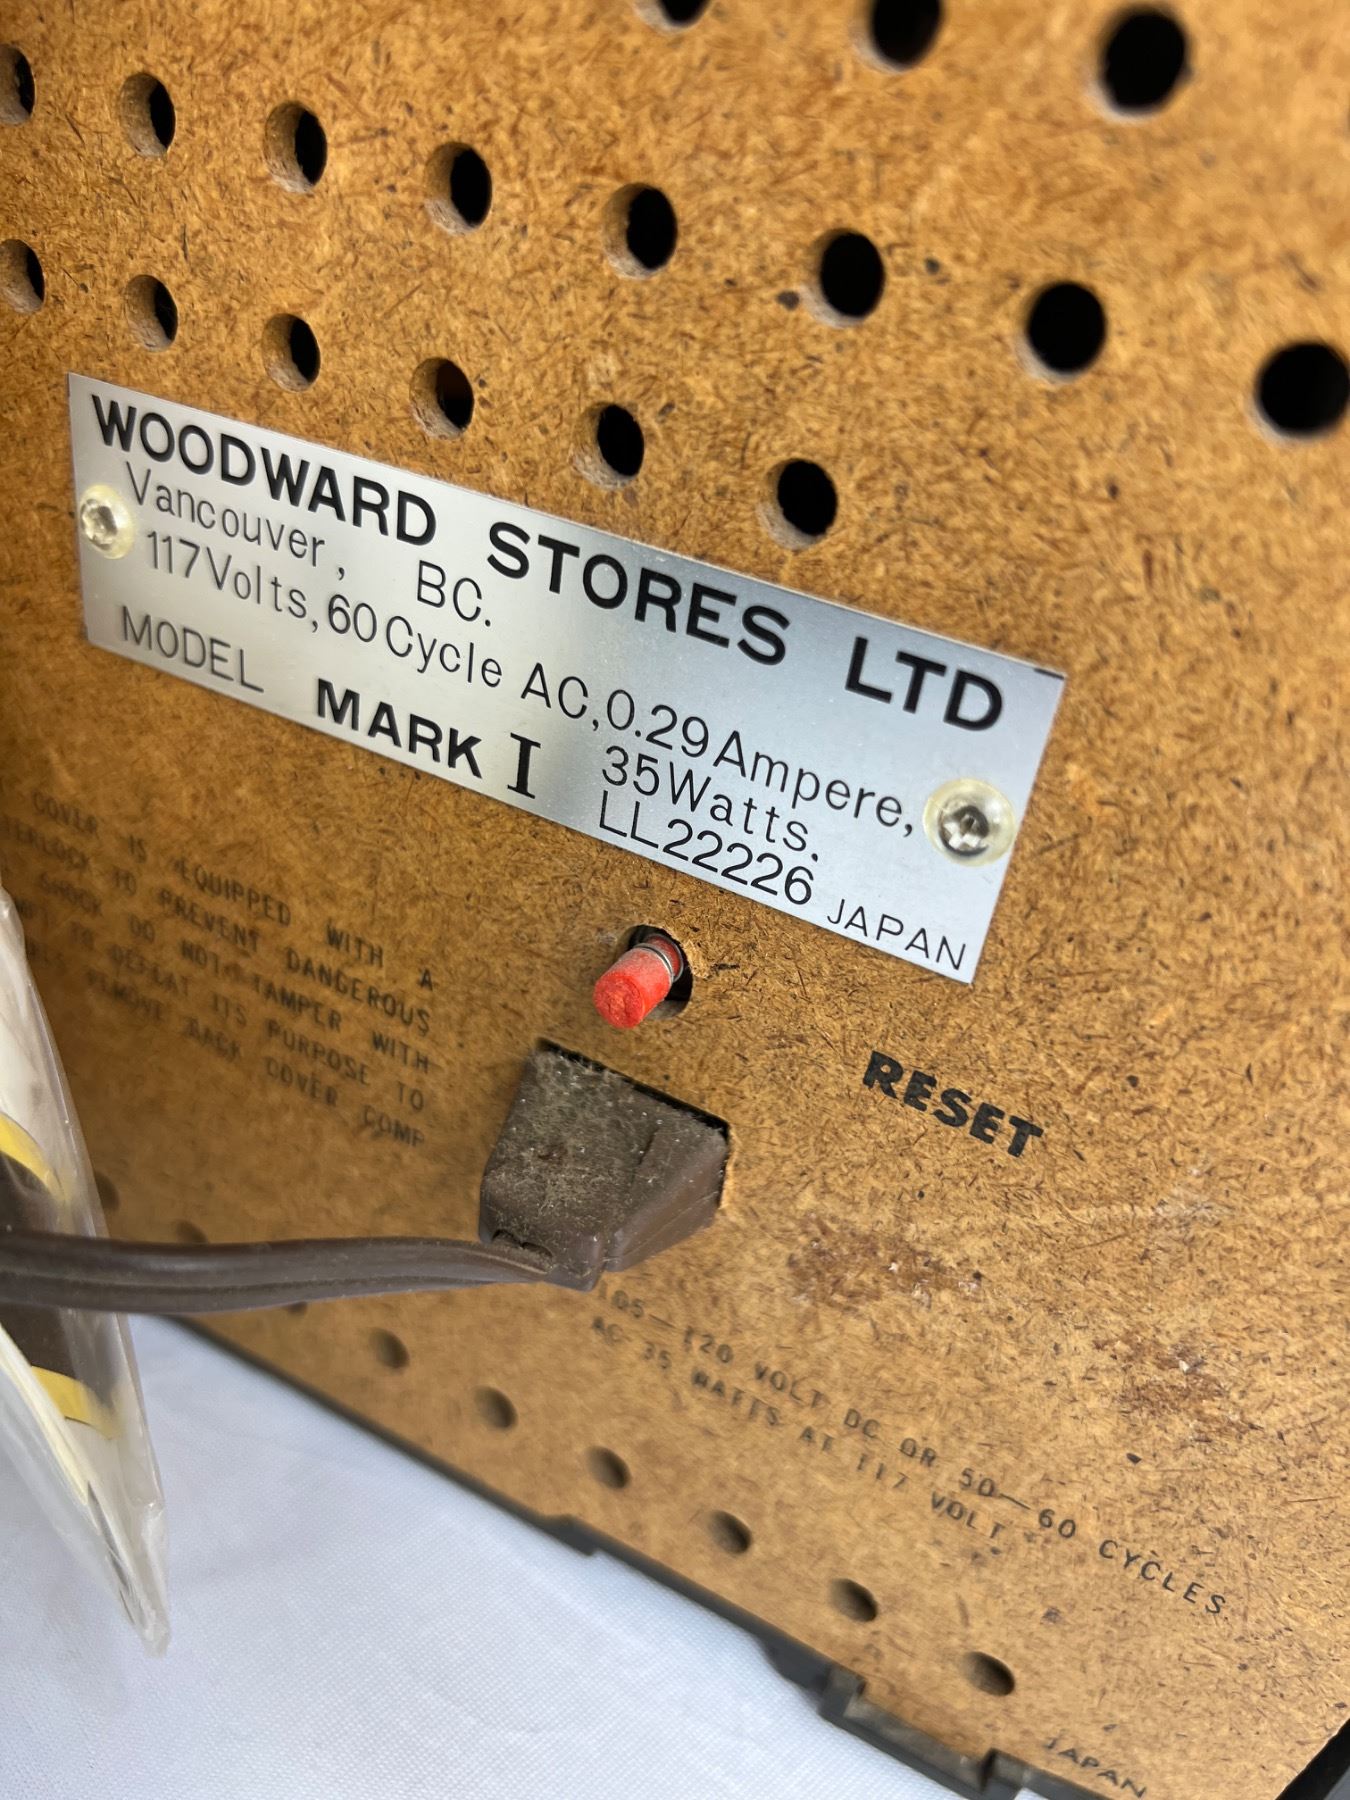 WOODWARD STORES LTD
Vancouver, BC.
117Volts, 60Cycle AC, 0.29Ampere,
35Watts.
MODEL MARK I LL22226 JAPAN
COVER IS EQUIPPED WITH A
TO PREVENT DANGEROUS
SHOCK DO NOT TAMPER WITH
TO DEFEAT ITS PURPOSE TO
REMOVE BACK COVER COMP
RESET
105-120 VOLT DC OR 50-60 CYCLES
AC 35 WATTS AT 117 VOLT
JAPAN